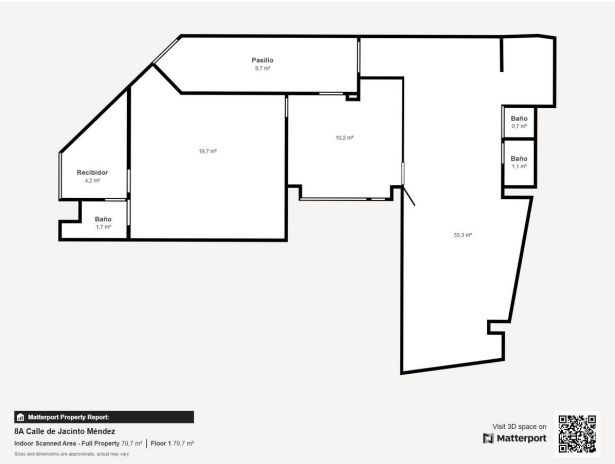 Pasillo
8,7 m²
10,2 m²
19,7 m²
Baño
0,7 m²
Baño
1,1 m²
Recibidor
4,2 m²
Baño
1,7 m²
33,3 m²
Matterport Property Report:
8A Calle de Jacinto Méndez
Indoor Scanned Area - Full Property 79,7 m² | Floor 1 79,7 m²
Sizes and dimensions are approximate, actual may vary
Visit 3D space on
Matterport